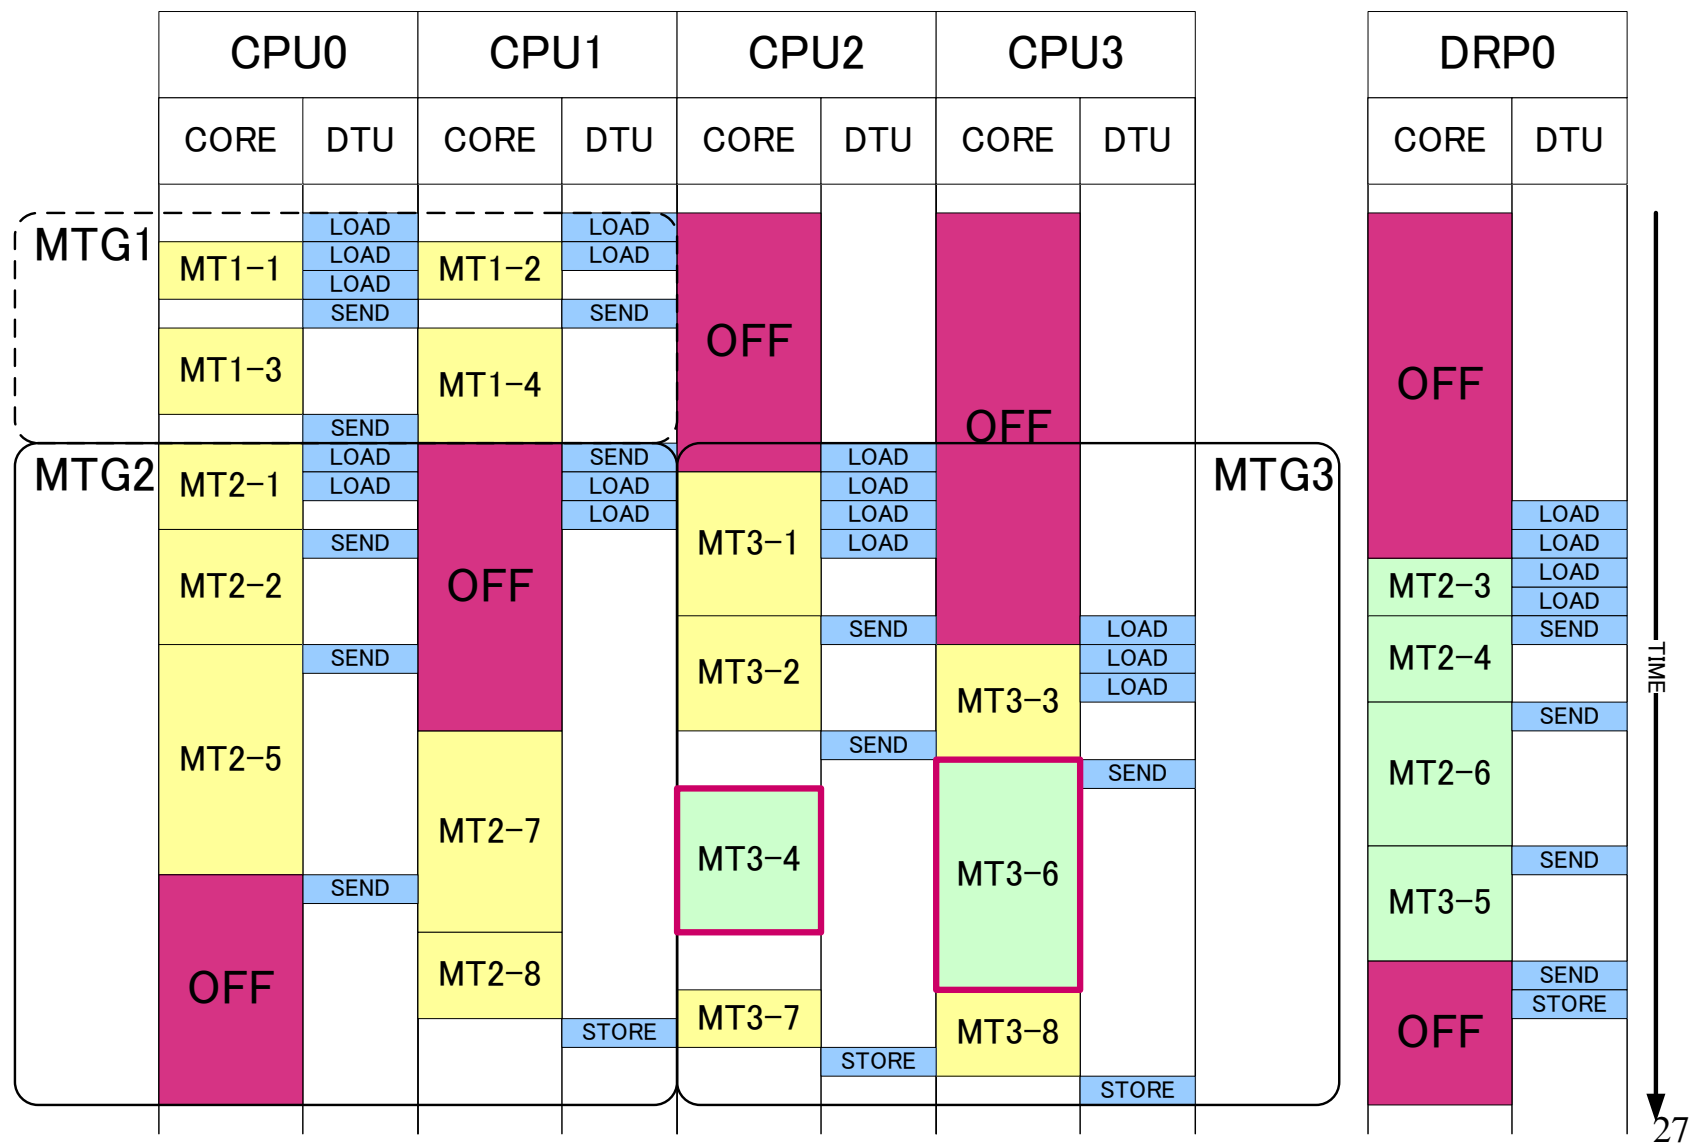 CPU0 CPU1 CPU2 CPU3 DRP0
CORE DTU CORE DTU CORE DTU CORE DTU CORE DTU
LOAD LOAD
MTG1
MT1-1 LOAD MT1-2 LOAD
LOAD
SEND SEND
OFF
MT1-3 MT1-4 OFF
OFF
SEND
MTG2 LOAD SEND LOAD MTG3
MT2-1 LOAD LOAD LOAD
LOAD LOAD LOAD
SEND MT3-1 LOAD LOAD
MT2-2 OFF MT2-3 LOAD
LOAD
SEND LOAD SEND
SEND MT3-2 LOAD MT2-4 TIME
LOAD
MT3-3
SEND
SEND
MT2-5 SEND MT2-6
MT2-7
MT3-4 MT3-6 SEND
SEND MT3-5
OFF MT2-8 SEND
STORE
MT3-7
STORE MT3-8 OFF
STORE
STORE
27